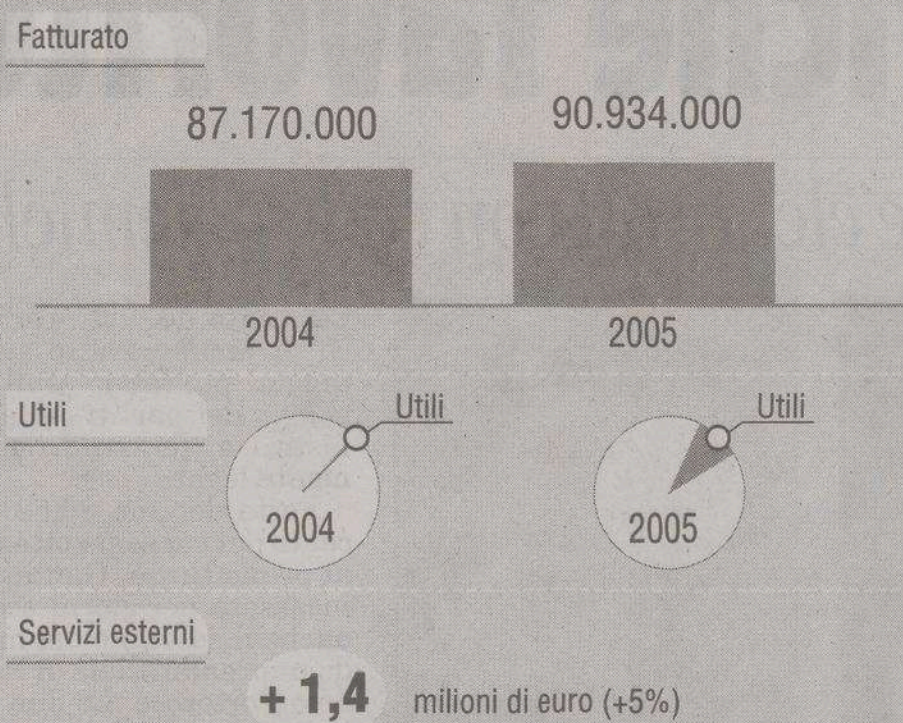 Fatturato
87.170.000 90.934.000
2004 2005
Utili Utili Utili
2004 2005
Servizi esterni
+ 1,4 milioni di euro (+5%)